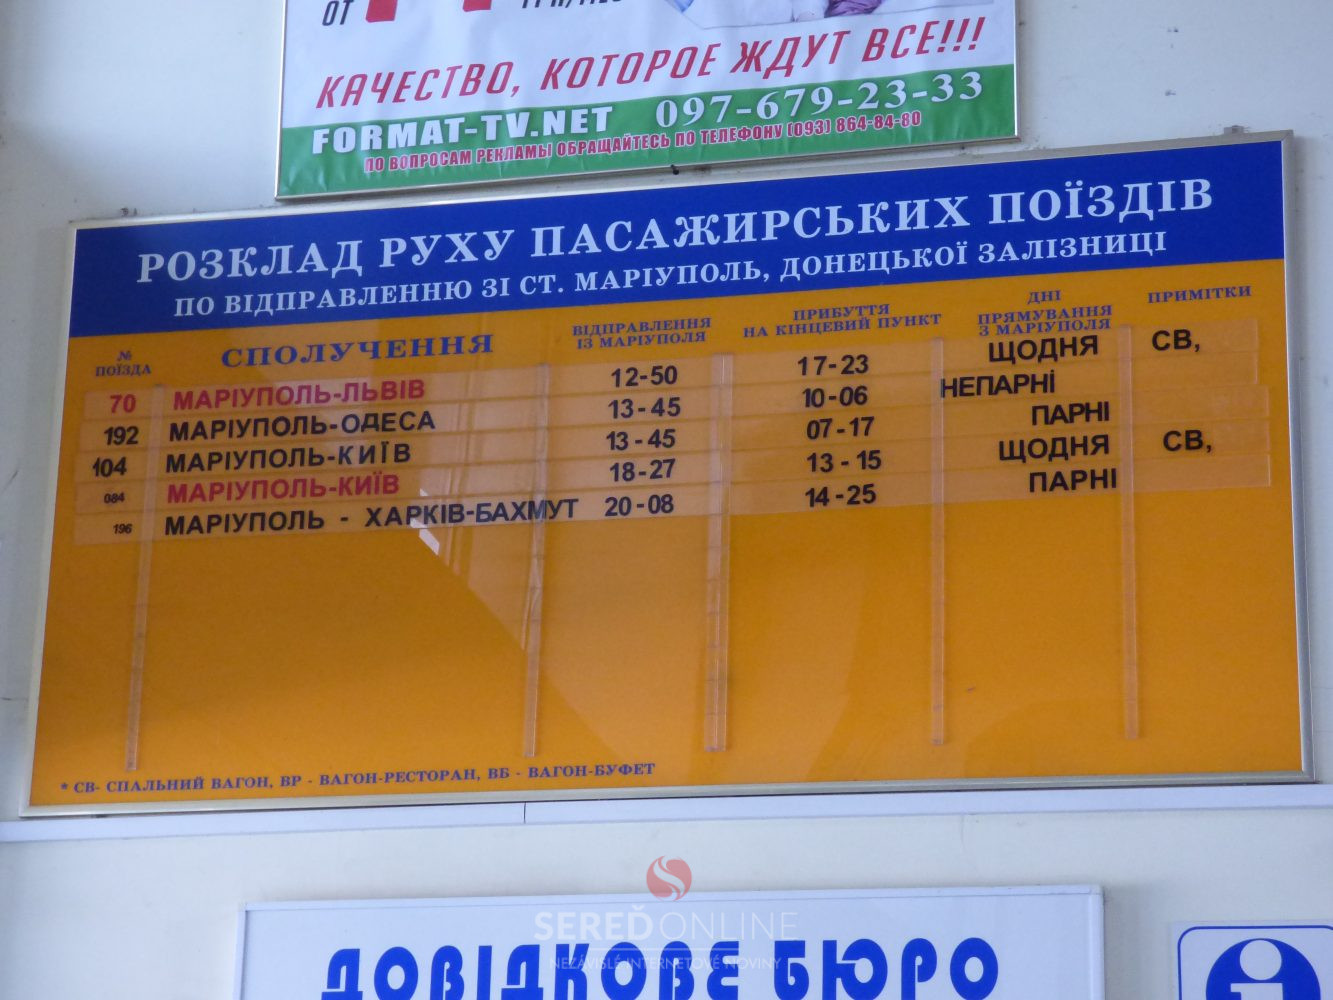 ОТ
КАЧЕСТВО, КОТОРОЕ ЖДУТ ВСЕ!!!
FORMAT-TV.NET 097-679-23-33
ПО ВОПРОСАМ РЕКЛАМЫ ОБРАЩАЙТЕСЬ ПО ТЕЛЕФОНУ (093) 864-84-80
РОЗКЛАД РУХУ ПАСАЖИРСЬКИХ ПОЇЗДІВ
ПО ВІДПРАВЛЕННЮ ЗІ СТ. МАРІУПОЛЬ, ДОНЕЦЬКОЇ ЗАЛІЗНИЦІ
№ ПОЇЗДА СПОЛУЧЕННЯ ВІДПРАВЛЕННЯ ІЗ МАРІУПОЛЯ ПРИБУТТЯ НА КІНЦЕВИЙ ПУНКТ ДНІ ПРЯМУВАННЯ З МАРІУПОЛЯ ПРИМІТКИ
70 МАРІУПОЛЬ-ЛЬВІВ 12-50 17-23 ЩОДНЯ СВ,
192 МАРІУПОЛЬ-ОДЕСА 13-45 10-06 НЕПАРНІ
104 МАРІУПОЛЬ-КИЇВ 13-45 07-17 ПАРНІ
084 МАРІУПОЛЬ-КИЇВ 18-27 13-15 ЩОДНЯ СВ,
196 МАРІУПОЛЬ - ХАРКІВ-БАХМУТ 20-08 14-25 ПАРНІ
* СВ- СПАЛЬНИЙ ВАГОН, ВР - ВАГОН-РЕСТОРАН, ВБ - ВАГОН-БУФЕТ
SEREĎONLINE
NEZÁVISLÉ INTERNETOVÉ NOVINY
ДОВІДКОВЕ БЮРО
i